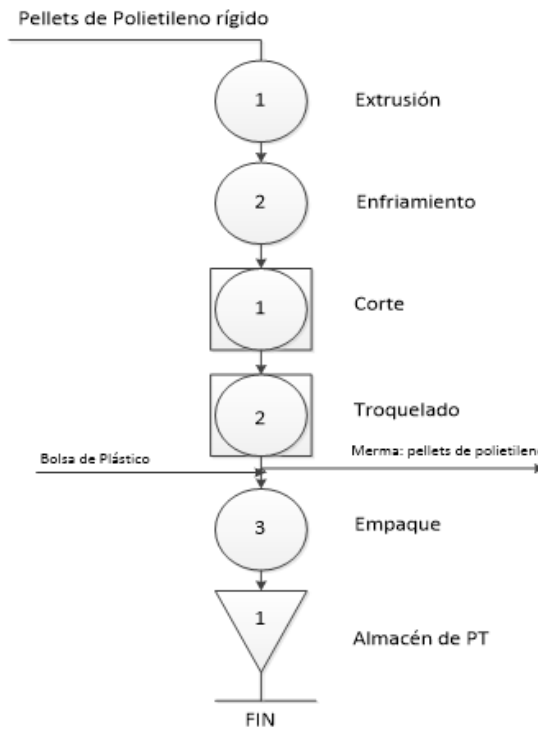 Pellets de Polietileno rígido
1
Extrusión
2
Enfriamiento
1
Corte
2
Troquelado
Bolsa de Plástico
Merma: pellets de polietileno
3
Empaque
1
Almacén de PT
FIN